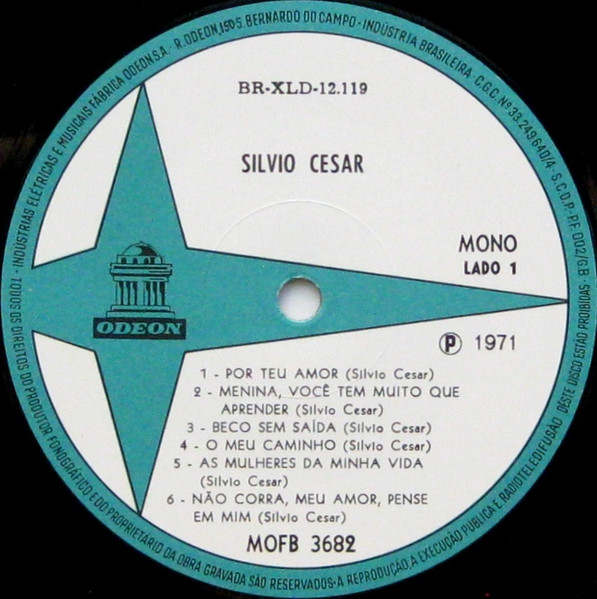 BR-XLD-12.119
SILVIO CESAR
MONO
LADO 1
ODEON
℗ 1971
1 - POR TEU AMOR (Silvio Cesar)
2 - MENINA, VOCÊ TEM MUITO QUE
APRENDER (Silvio Cesar)
3 - BECO SEM SAÍDA (Silvio Cesar)
4 - O MEU CAMINHO (Silvio Cesar)
5 - AS MULHERES DA MINHA VIDA
(Silvio Cesar)
6 - NÃO CORRA, MEU AMOR, PENSE
EM MIM (Silvio Cesar)
MOFB 3682
INDÚSTRIAS ELÉTRICAS E MUSICAIS FÁBRICA ODEON S.A. - R. ODEON, 150 - S. BERNARDO DO CAMPO - INDÚSTRIA BRASILEIRA - C.G.C. Nº 33.249.640/4 - S.C.D.P. - P.F. 002/G.B. - TODOS OS DIREITOS DO PRODUTOR FONOGRÁFICO E DO PROPRIETÁRIO DA OBRA GRAVADA SÃO RESERVADOS - A REPRODUÇÃO, A EXECUÇÃO PÚBLICA E RADIOTELEDIFUSÃO DESTE DISCO ESTÃO PROIBIDAS -